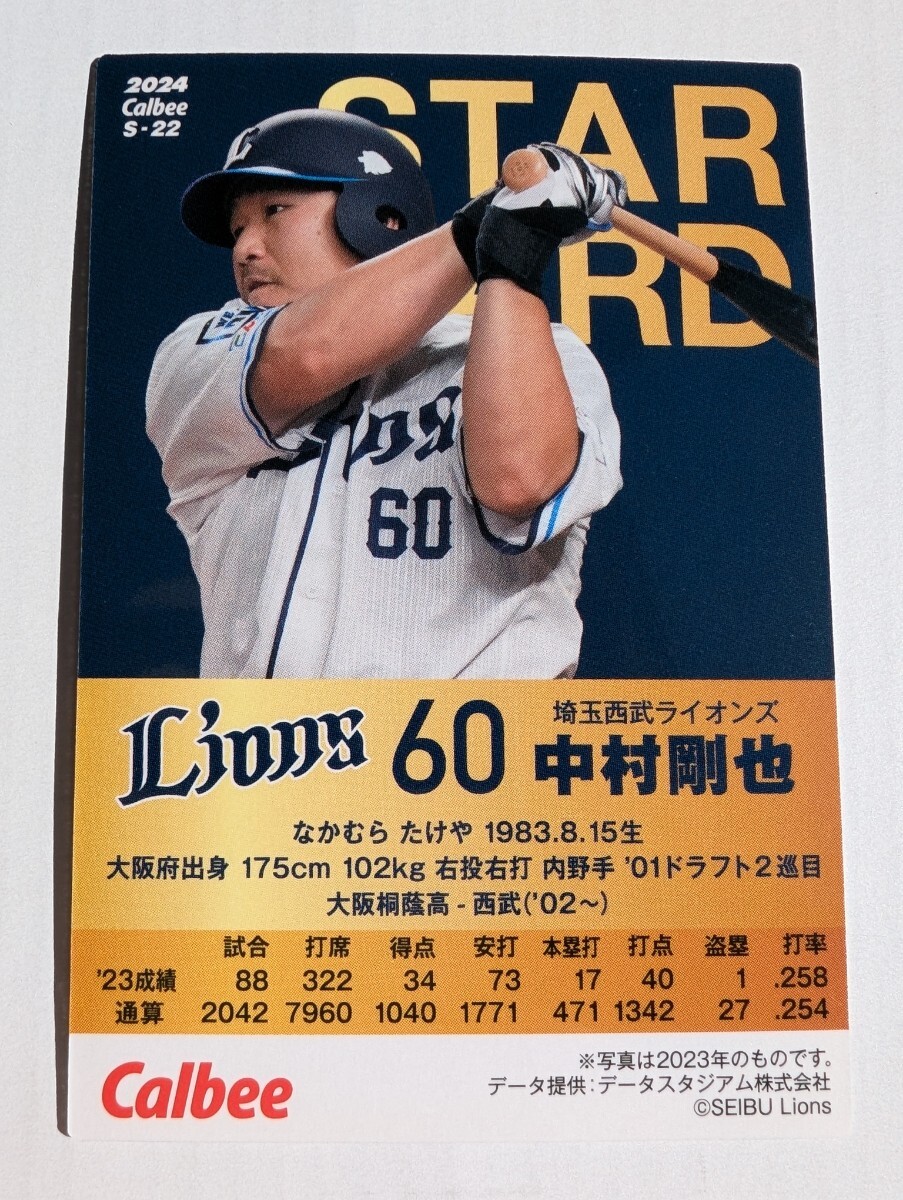 2024
Calbee
S-22
STAR
CARD
Lions
60
Lions 60 埼玉西武ライオンズ
中村剛也
なかむら たけや 1983.8.15生
大阪府出身 175cm 102kg 右投右打 内野手 '01ドラフト2巡目
大阪桐蔭高 - 西武('02〜)
試合 打席 得点 安打 本塁打 打点 盗塁 打率
'23成績 88 322 34 73 17 40 1 .258
通算 2042 7960 1040 1771 471 1342 27 .254
Calbee
※写真は2023年のものです。
データ提供:データスタジアム株式会社
©SEIBU Lions